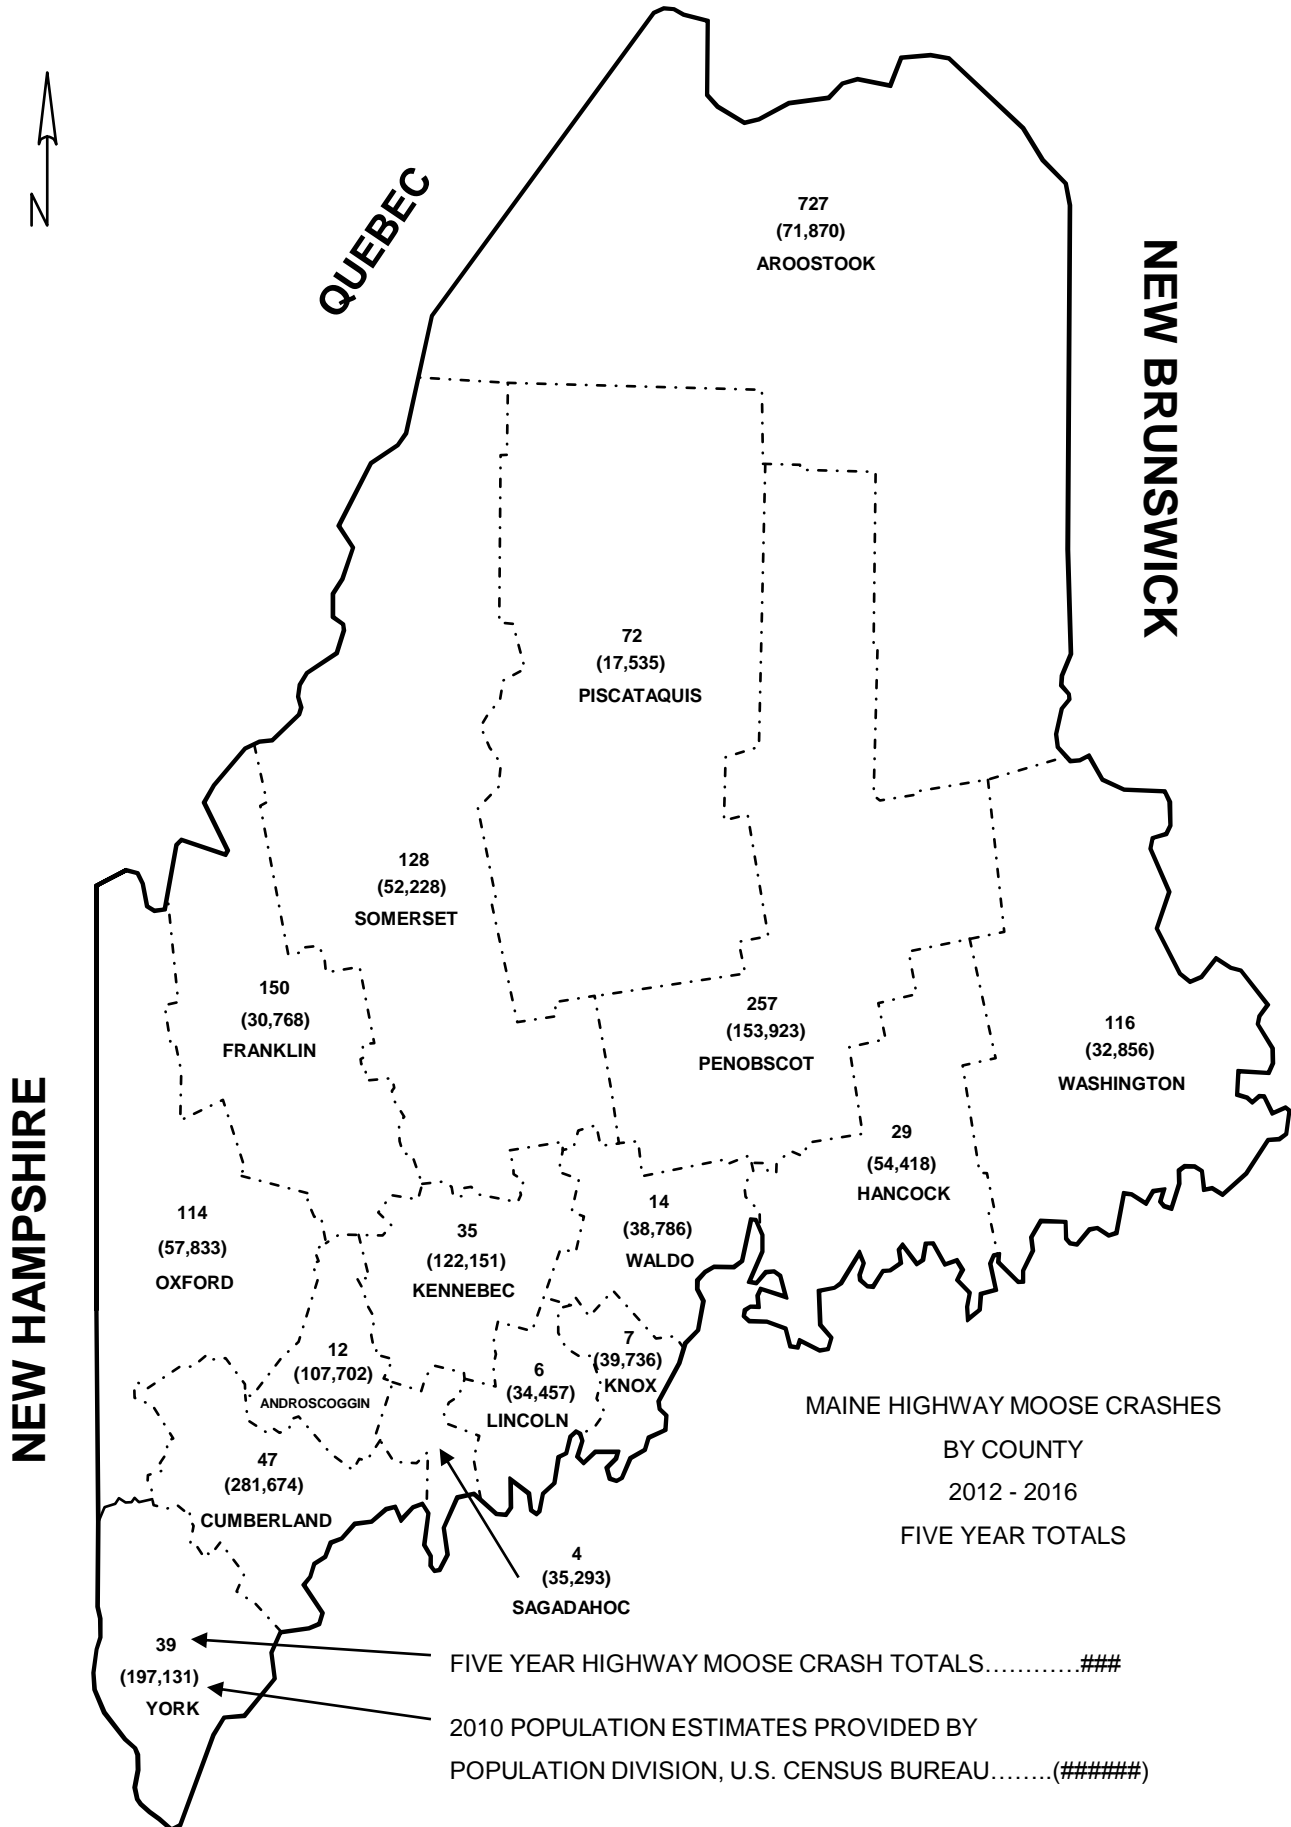 N
QUEBEC
NEW BRUNSWICK
NEW HAMPSHIRE
727
(71,870)
AROOSTOOK
72
(17,535)
PISCATAQUIS
128
(52,228)
SOMERSET
150
(30,768)
FRANKLIN
257
(153,923)
PENOBSCOT
116
(32,856)
WASHINGTON
29
(54,418)
HANCOCK
114
(57,833)
OXFORD
35
(122,151)
KENNEBEC
14
(38,786)
WALDO
12
(107,702)
ANDROSCOGGIN
6
(34,457)
LINCOLN
7
(39,736)
KNOX
47
(281,674)
CUMBERLAND
4
(35,293)
SAGADAHOC
39
(197,131)
YORK
MAINE HIGHWAY MOOSE CRASHES
BY COUNTY
2012 - 2016
FIVE YEAR TOTALS
FIVE YEAR HIGHWAY MOOSE CRASH TOTALS............###
2010 POPULATION ESTIMATES PROVIDED BY
POPULATION DIVISION, U.S. CENSUS BUREAU........(######)